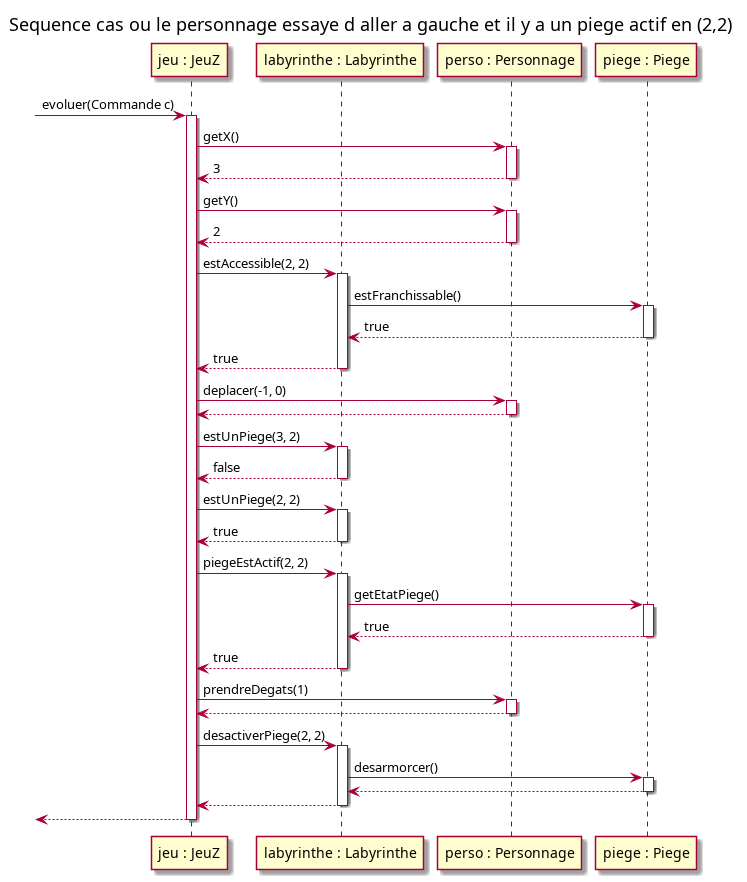 Sequence cas ou le personnage essaye d aller a gauche et il y a un piege actif en (2,2)
jeu : JeuZ
labyrinthe : Labyrinthe
perso : Personnage
piege : Piege
evoluer(Commande c)
getX()
3
getY()
2
estAccessible(2, 2)
estFranchissable()
true
true
deplacer(-1, 0)
estUnPiege(3, 2)
false
estUnPiege(2, 2)
true
piegeEstActif(2, 2)
getEtatPiege()
true
true
prendreDegats(1)
desactiverPiege(2, 2)
desarmorcer()
jeu : JeuZ
labyrinthe : Labyrinthe
perso : Personnage
piege : Piege